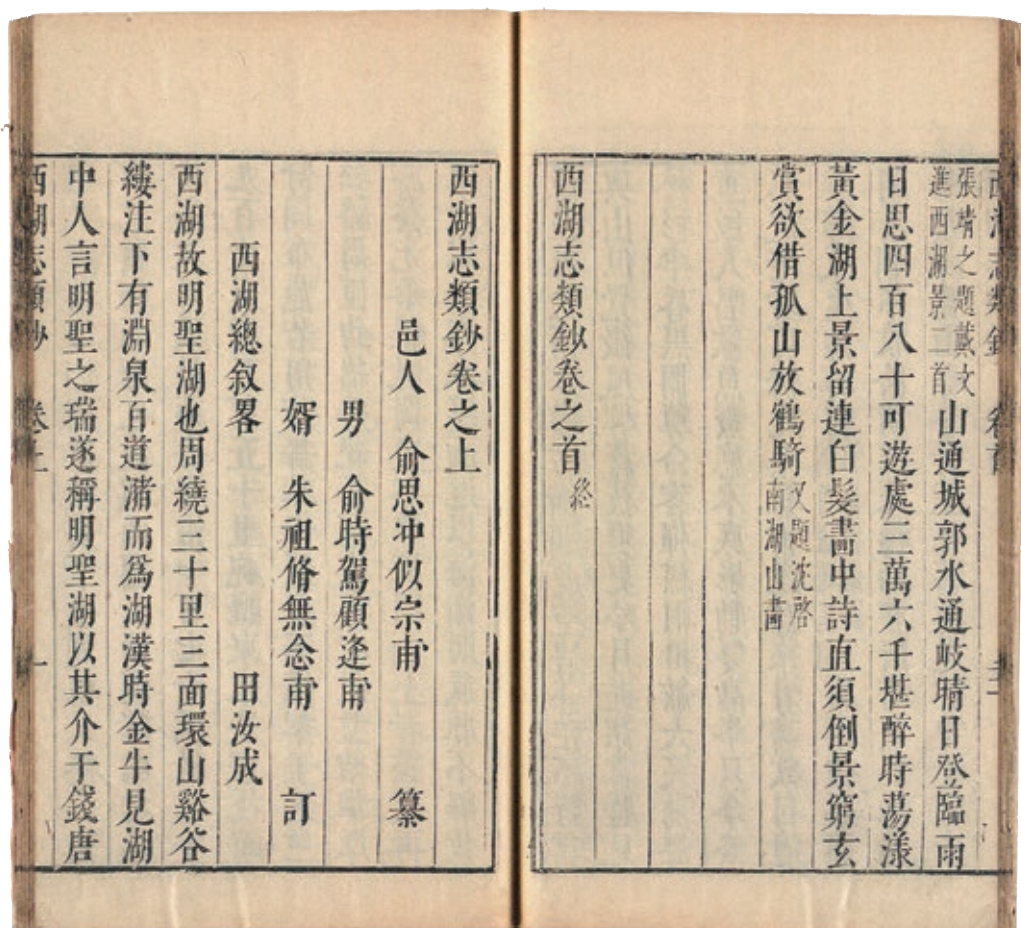 西湖志類鈔 卷首
張靖之題戴文
進西湖景二首
山通城郭水通岐晴日登臨雨
日思四百八十可遊處三萬六千堪醉時蕩漾
黃金湖上景留連白髮畵中詩直須倒景窮玄
賞欲借孤山放鶴騎
又題沈啓
南湖山畵
西湖志類鈔卷之首終
西湖志類鈔卷之上
邑人 俞思冲似宗甫 纂
男 俞時駕顧逢甫
婿 朱祖脩無念甫 訂
西湖總叙畧 田汝成
西湖故明聖湖也周繞三十里三面環山谿谷
縷注下有淵泉百道瀦而爲湖漢時金牛見湖
中人言明聖之瑞遂稱明聖湖以其介于錢唐
西湖志類鈔 卷之上 一